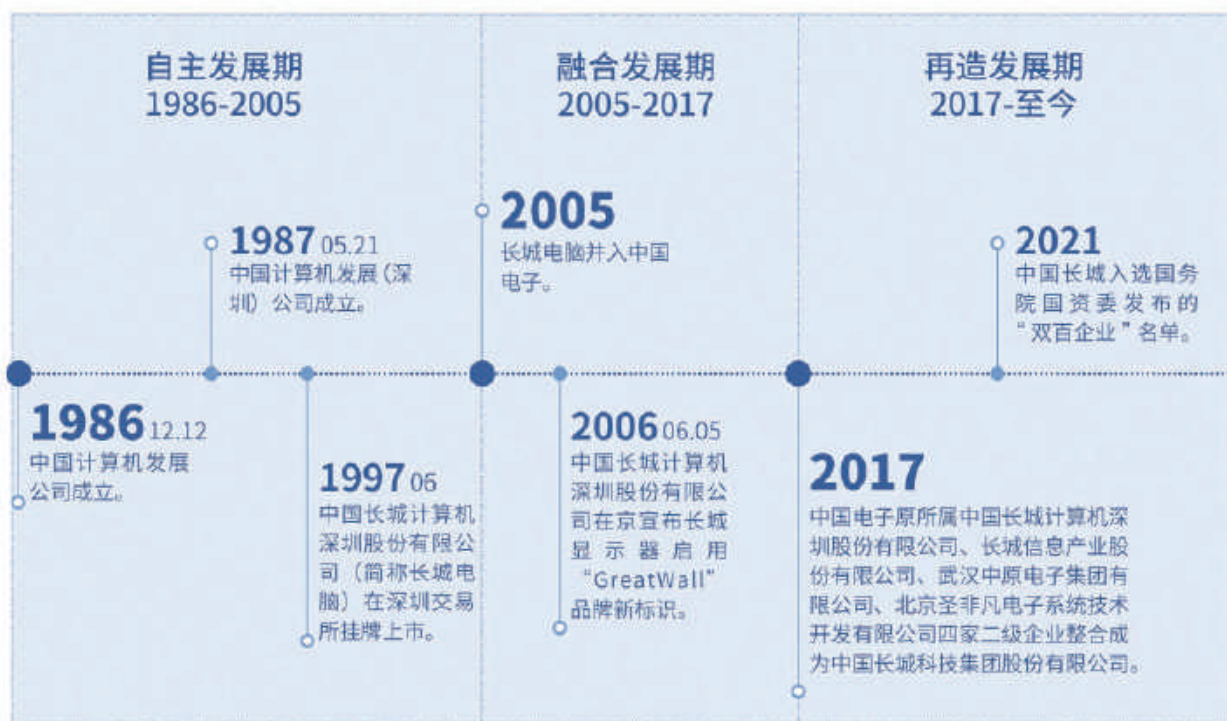 自主发展期
1986-2005
融合发展期
2005-2017
再造发展期
2017-至今
1986 12.12
中国计算机发展
公司成立。
1987 05.21
中国计算机发展(深
圳)公司成立。
1997 06
中国长城计算机
深圳股份有限公
司(简称长城电
脑)在深圳交易
所挂牌上市。
2005
长城电脑并入中国
电子。
2006 06.05
中国长城计算机
深圳股份有限公
司在京宣布长城
显示器启用
“GreatWall”
品牌新标识。
2017
中国电子原所属中国长城计算机深
圳股份有限公司、长城信息产业股
份有限公司、武汉中原电子集团有
限公司、北京圣非凡电子系统技术
开发有限公司四家二级企业整合成
为中国长城科技集团股份有限公司。
2021
中国长城入选国务
院国资委发布的
“双百企业”名单。